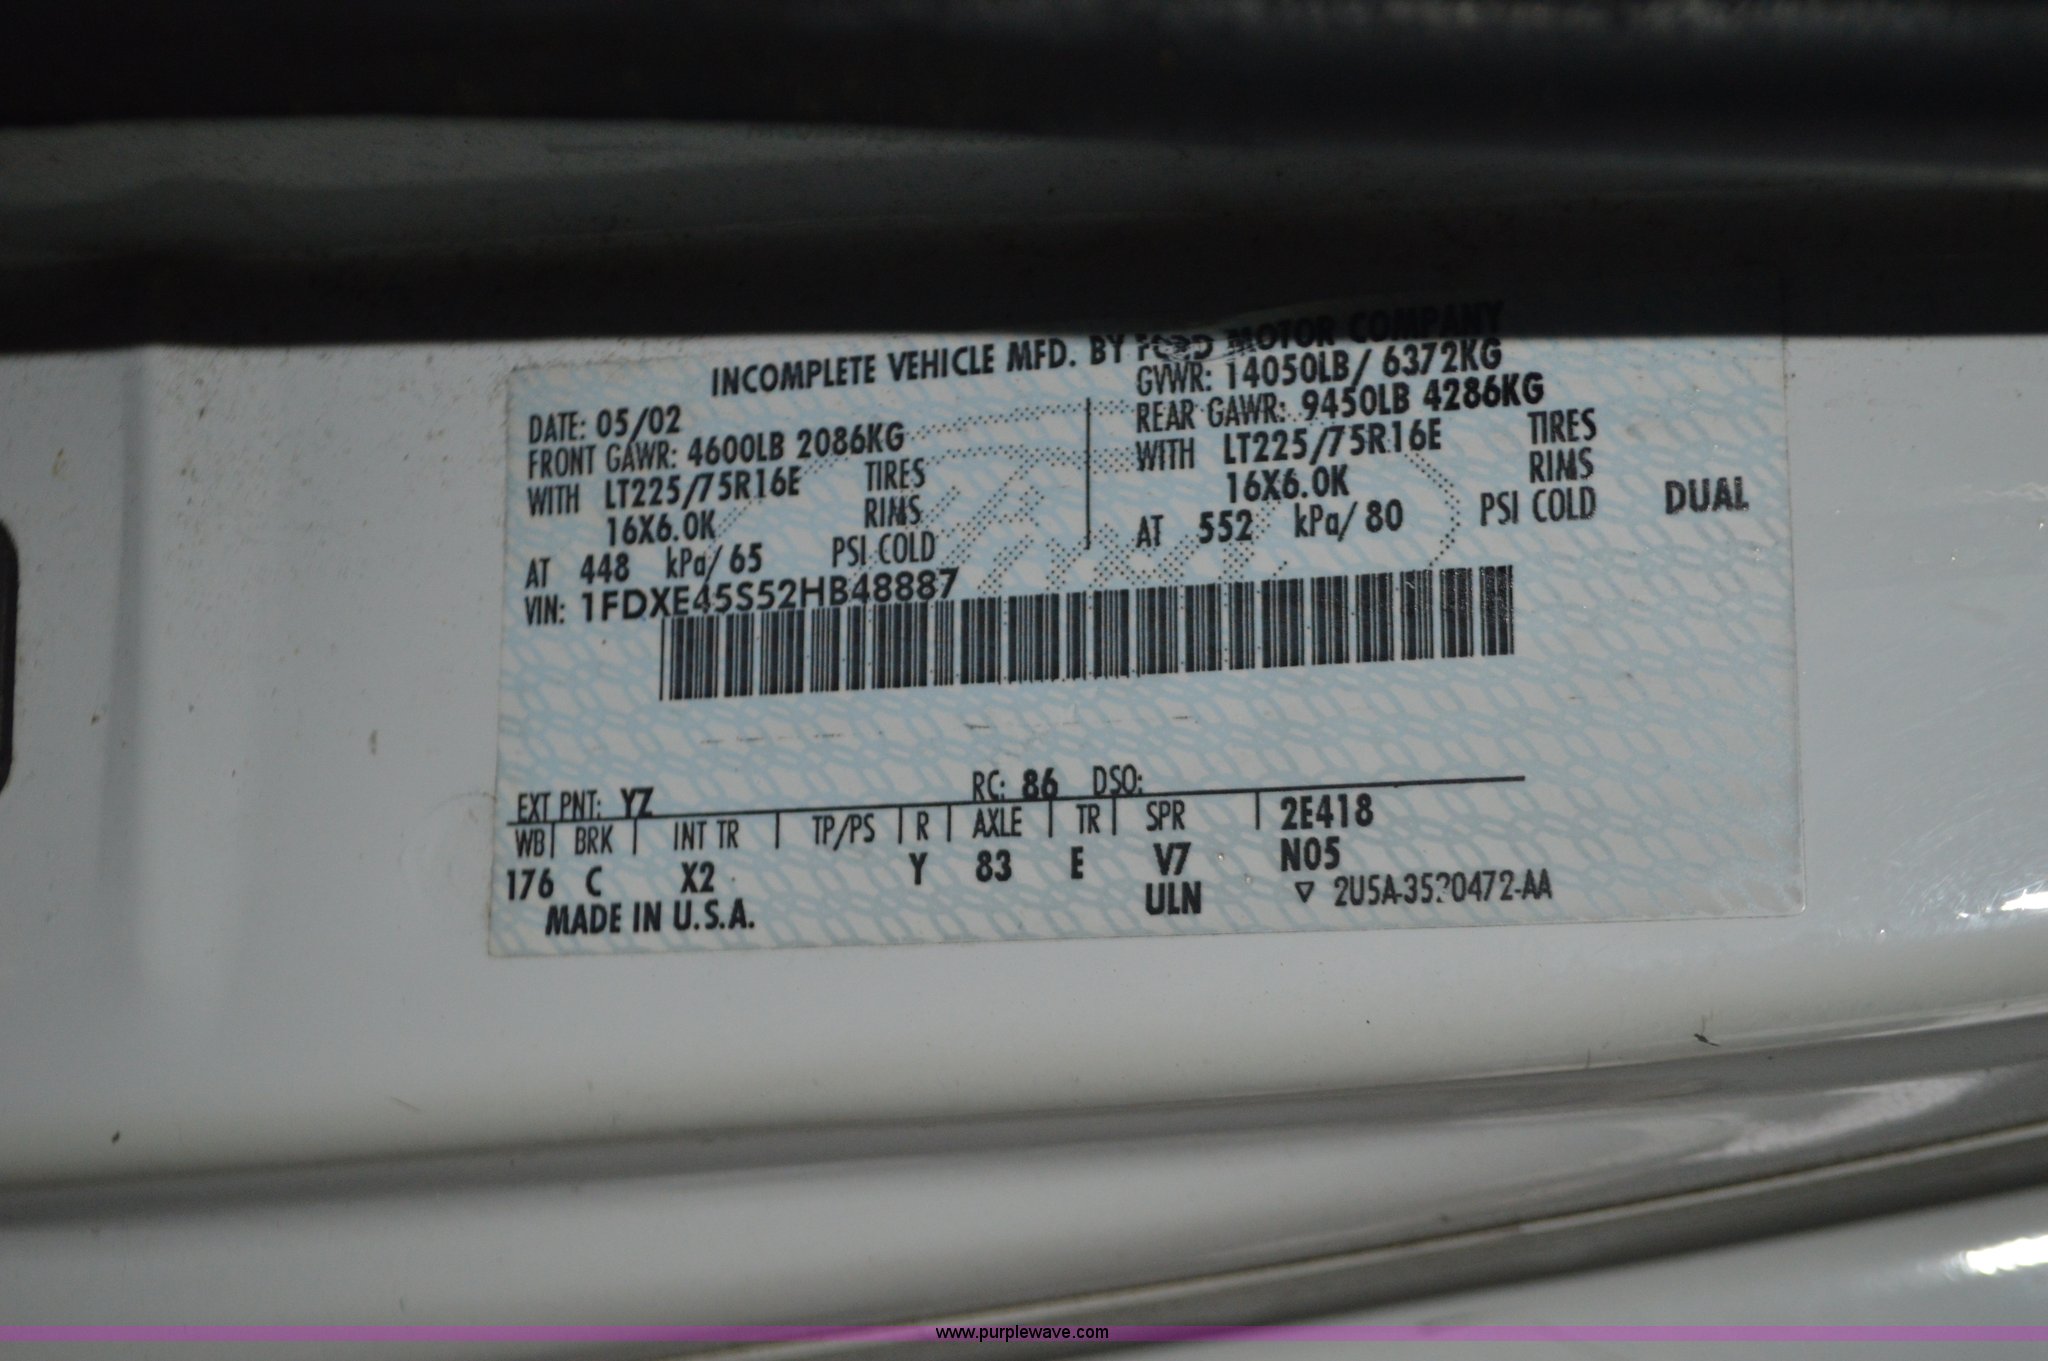 INCOMPLETE VEHICLE MFD. BY FORD MOTOR COMPANY
DATE: 05/02 GVWR: 14050LB/ 6372KG
FRONT GAWR: 4600LB 2086KG REAR GAWR: 9450LB 4286KG
WITH LT225/75R16E TIRES WITH LT225/75R16E TIRES
16X6.0K RIMS 16X6.0K RIMS DUAL
AT 448 kPa/ 65 PSI COLD AT 552 kPa/ 80 PSI COLD
VIN: 1FDXE45S52HB48887
EXT PNT: YZ RC: 86 DSO:
WB BRK INT TR TP/PS R AXLE TR SPR 2E418
176 C X2 Y 83 E V7 N05
MADE IN U.S.A. ULN ▽
www.purplewave.com